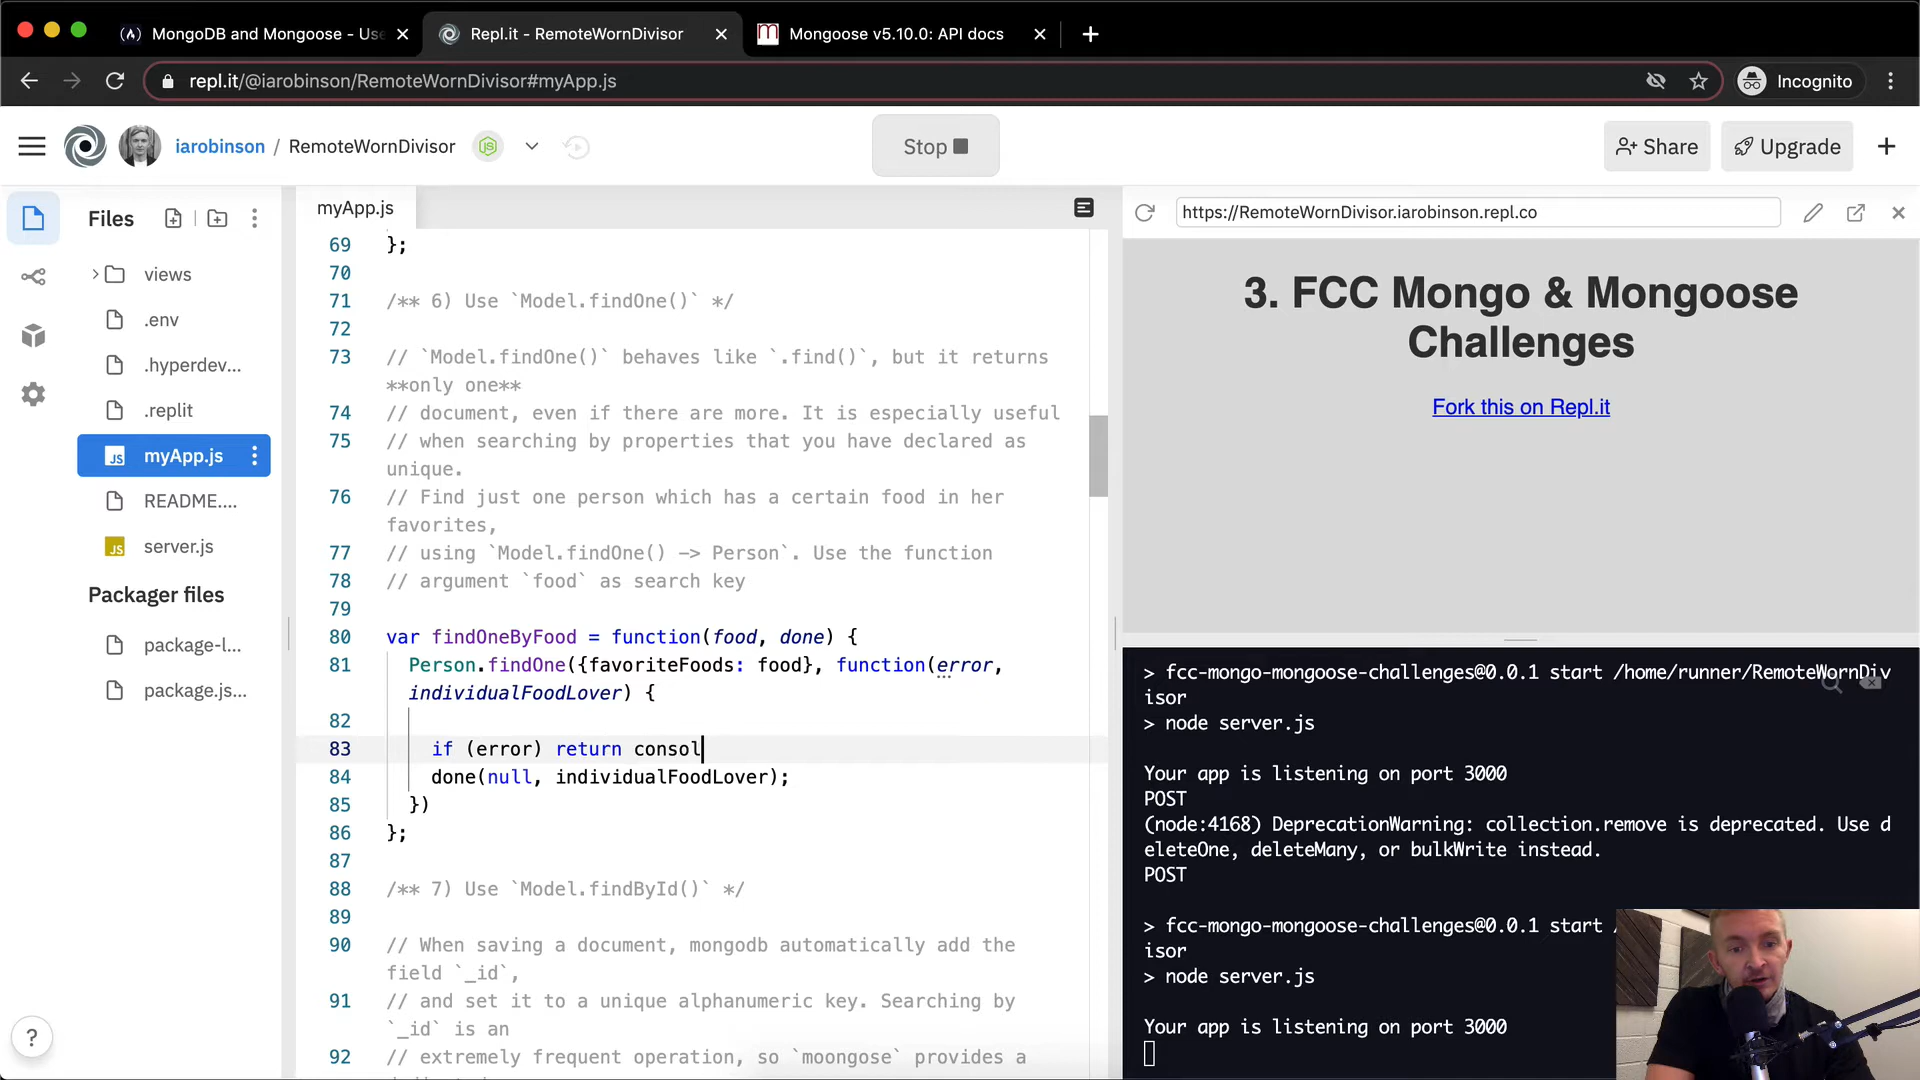 MongoDB and Mongoose - Use
Repl.it - RemoteWornDivisor
Mongoose v5.10.0: API docs
repl.it/@iarobinson/RemoteWornDivisor#myApp.js
Incognito
iarobinson / RemoteWornDivisor
Stop
Share
Upgrade
Files
views
.env
.hyperdev...
.replit
JS myApp.js
README....
JS server.js
Packager files
package-l...
package.js...
?
myApp.js
69 };
70
71 /** 6) Use `Model.findOne()` */
72
73 // `Model.findOne()` behaves like `.find()`, but it returns
**only one**
74 // document, even if there are more. It is especially useful
75 // when searching by properties that you have declared as
unique.
76 // Find just one person which has a certain food in her
favorites,
77 // using `Model.findOne() -> Person`. Use the function
78 // argument `food` as search key
79
80 var findOneByFood = function(food, done) {
81 Person.findOne({favoriteFoods: food}, function(error,
individualFoodLover) {
82
83 if (error) return consol
84 done(null, individualFoodLover);
85 })
86 };
87
88 /** 7) Use `Model.findById()` */
89
90 // When saving a document, mongodb automatically add the
field `_id`,
91 // and set it to a unique alphanumeric key. Searching by
`_id` is an
92 // extremely frequent operation, so `moongose` provides a
https://RemoteWornDivisor.iarobinson.repl.co
3. FCC Mongo & Mongoose
Challenges
Fork this on Repl.it
> fcc-mongo-mongoose-challenges@0.0.1 start /home/runner/RemoteWornDiv
isor
> node server.js
Your app is listening on port 3000
POST
(node:4168) DeprecationWarning: collection.remove is deprecated. Use d
eleteOne, deleteMany, or bulkWrite instead.
POST
> fcc-mongo-mongoose-challenges@0.0.1 start /
isor
> node server.js
Your app is listening on port 3000